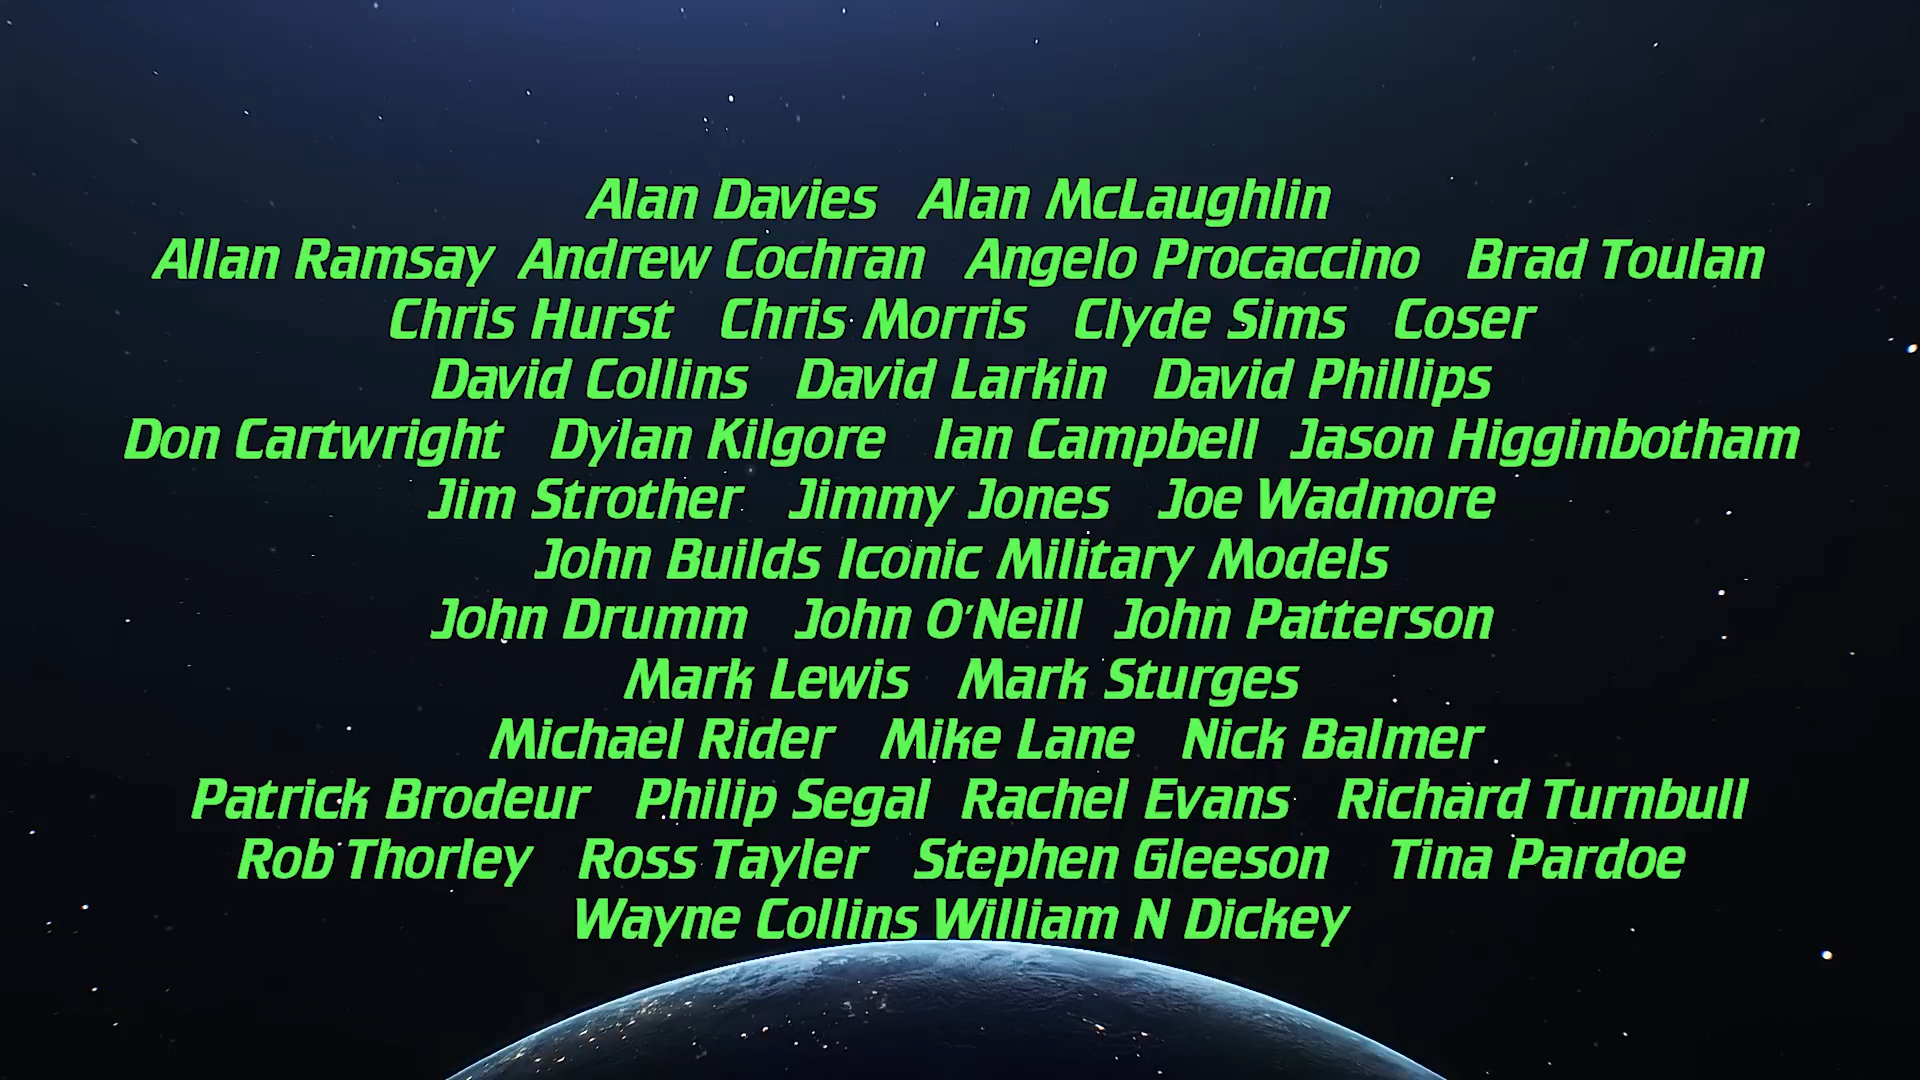 Alan Davies Alan McLaughlin
Allan Ramsay Andrew Cochran Angelo Procaccino Brad Toulan
Chris Hurst Chris Morris Clyde Sims Coser
David Collins David Larkin David Phillips
Don Cartwright Dylan Kilgore Ian Campbell Jason Higginbotham
Jim Strother Jimmy Jones Joe Wadmore
John Builds Iconic Military Models
John Drumm John O'Neill John Patterson
Mark Lewis Mark Sturges
Michael Rider Mike Lane Nick Balmer
Patrick Brodeur Philip Segal Rachel Evans Richard Turnbull
Rob Thorley Ross Tayler Stephen Gleeson Tina Pardoe
Wayne Collins William N Dickey